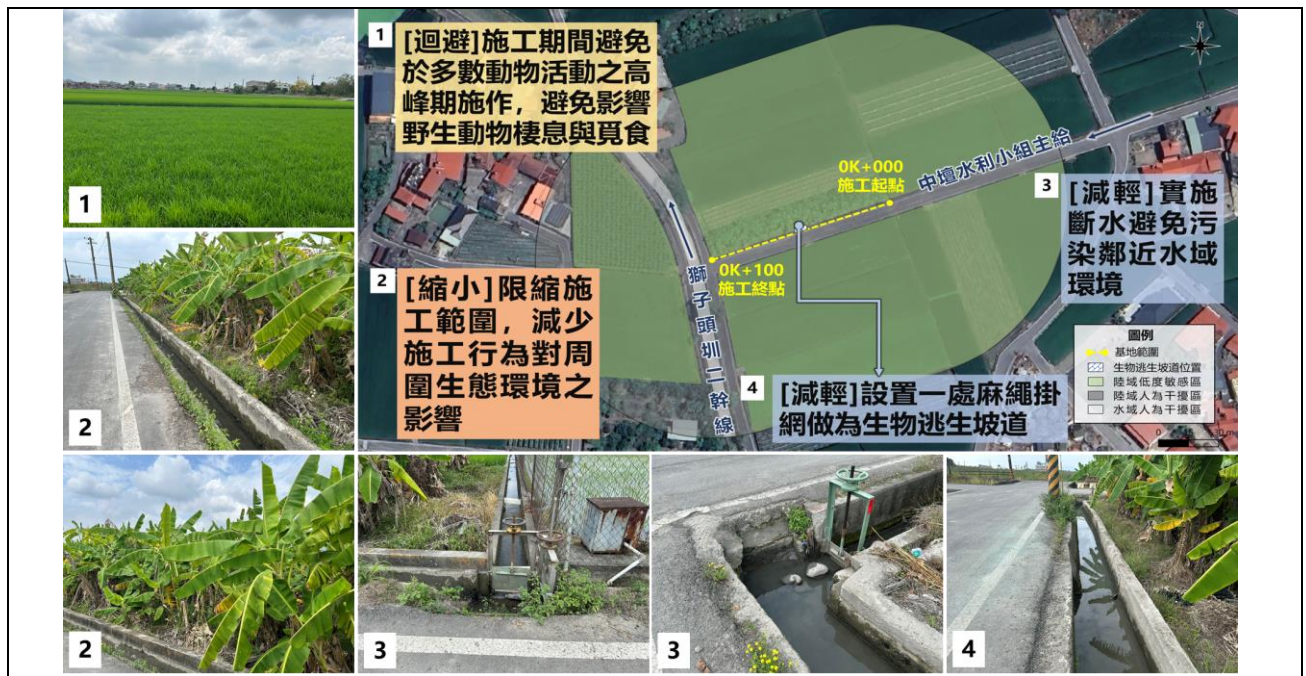 1
[迴避]施工期間避免
於多數動物活動之高
峰期施作，避免影響
野生動物棲息與覓食
1
0K+000
施工起點
中壇水利小組主給
3
[減輕]實施
斷水避免污
染鄰近水域
環境
2
0K+100
施工終點
獅子頭圳二幹線
2
[縮小]限縮施
工範圍，減少
施工行為對周
圍生態環境之
影響
4
[減輕]設置一處麻繩掛
網做為生物逃生坡道
圖例
基地範圍
生物逃生坡道位置
陸域低度敏感區
陸域人為干擾區
水域人為干擾區
0
30 m
2
3
3
4